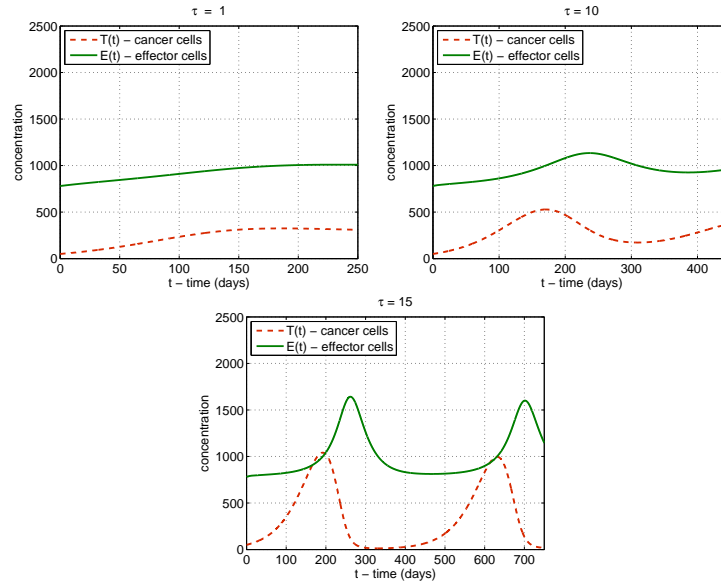 τ = 1
2500
2000
1500
1000
500
0
concentration
T(t) − cancer cells
E(t) − effector cells
0 50 100 150 200 250
t − time (days)
τ = 10
2500
2000
1500
1000
500
0
concentration
T(t) − cancer cells
E(t) − effector cells
0 100 200 300 400
t − time (days)
τ = 15
2500
2000
1500
1000
500
0
concentration
T(t) − cancer cells
E(t) − effector cells
0 100 200 300 400 500 600 700
t − time (days)